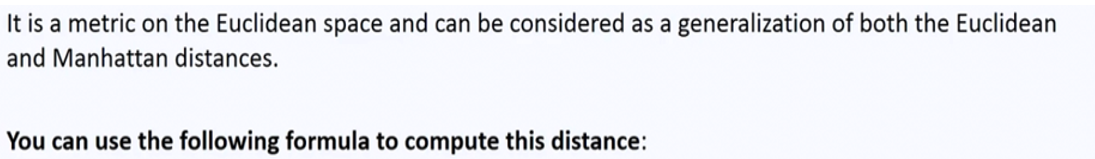 It is a metric on the Euclidean space and can be considered as a generalization of both the Euclidean
and Manhattan distances.
You can use the following formula to compute this distance: